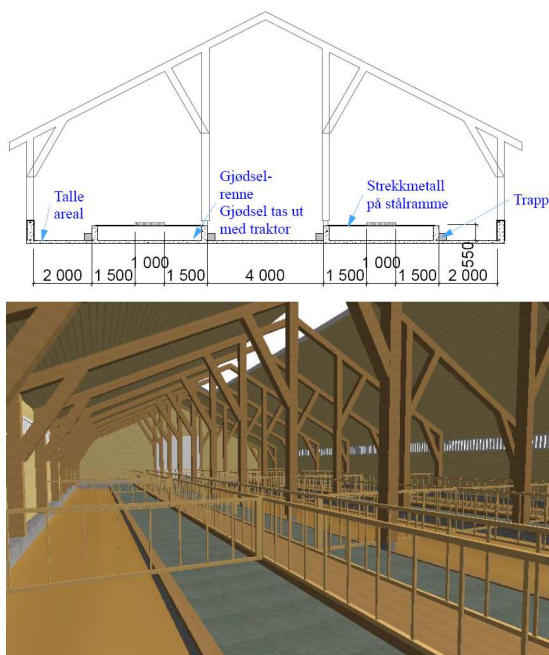 Talle
areal
Gjødsel-
renne
Gjødsel tas ut
med traktor
Strekkmetall
på stålramme
Trapp
550
1 000
1 000
2 000
1 500
1 500
4 000
1 500
1 500
2 000